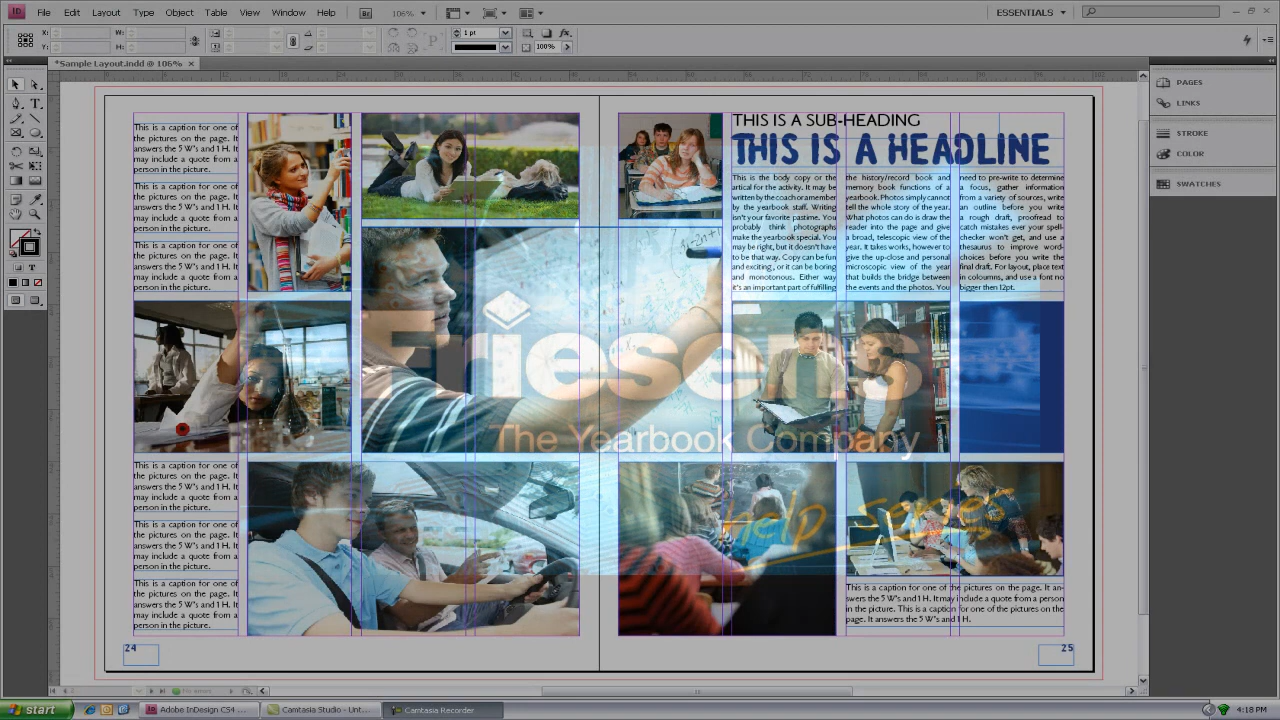 File Edit Layout Type Object Table View Window Help Br 106% ESSENTIALS
X: W: 1 pt
Y: H: 100%
*Sample Layout.indd @ 106% ×
PAGES
LINKS
STROKE
COLOR
SWATCHES
This is a caption for one of
the pictures on the page. It
answers the 5 W's and 1 H. It
may include a quote from a
person in the picture.
This is a caption for one of
the pictures on the page. It
answers the 5 W's and 1 H. It
may include a quote from a
person in the picture.
This is a caption for one of
the pictures on the page. It
answers the 5 W's and 1 H. It
may include a quote from a
person in the picture.
THIS IS A SUB-HEADING
THIS IS A HEADLINE
This is the body copy or the
artical for the activity. It may be
written by the coach or a member
by the yearbook staff. Writing
isn't your favorite pastime. You
probably think photographs
make the yearbook special. You
may be right, but it doesn't have
to be that way. Copy can be fun
and exciting, or it can be boring
and monotonous. Either way
it's an important part of fulfilling
the history/record book and
memory book functions of a
yearbook. Photos simply cannot
tell the whole story of the year.
What photos can do is draw the
reader into the page and give
a broad, telescopic view of the
year. It takes works, however to
give the up-close and personal
microscopic view of the year
that builds the bridge between
the events and the photos. You
need to pre-write to determine
a focus, gather information
from a variety of sources, write
an outline before you write
a rough draft, proofread to
catch mistakes ever your spell-
checker won't get, and use a
thesaurus to improve word-
choices before you write the
final draft. For layout, place text
in coloumns, and use a font no
bigger then 12pt.
Friesens
The Yearbook Company
help series
This is a caption for one of
the pictures on the page. It
answers the 5 W's and 1 H. It
may include a quote from a
person in the picture.
This is a caption for one of
the pictures on the page. It
answers the 5 W's and 1 H. It
may include a quote from a
person in the picture.
This is a caption for one of
the pictures on the page. It
answers the 5 W's and 1 H. It
may include a quote from a
person in the picture.
This is a caption for one of the pictures on the page. It an-
swers the 5 W's and 1 H. It may include a quote from a person
in the picture. This is a caption for one of the pictures on the
page. It answers the 5 W's and 1 H.
24
25
No errors
start Adobe InDesign CS4 ... Camtasia Studio - Unt... Camtasia Recorder 4:18 PM